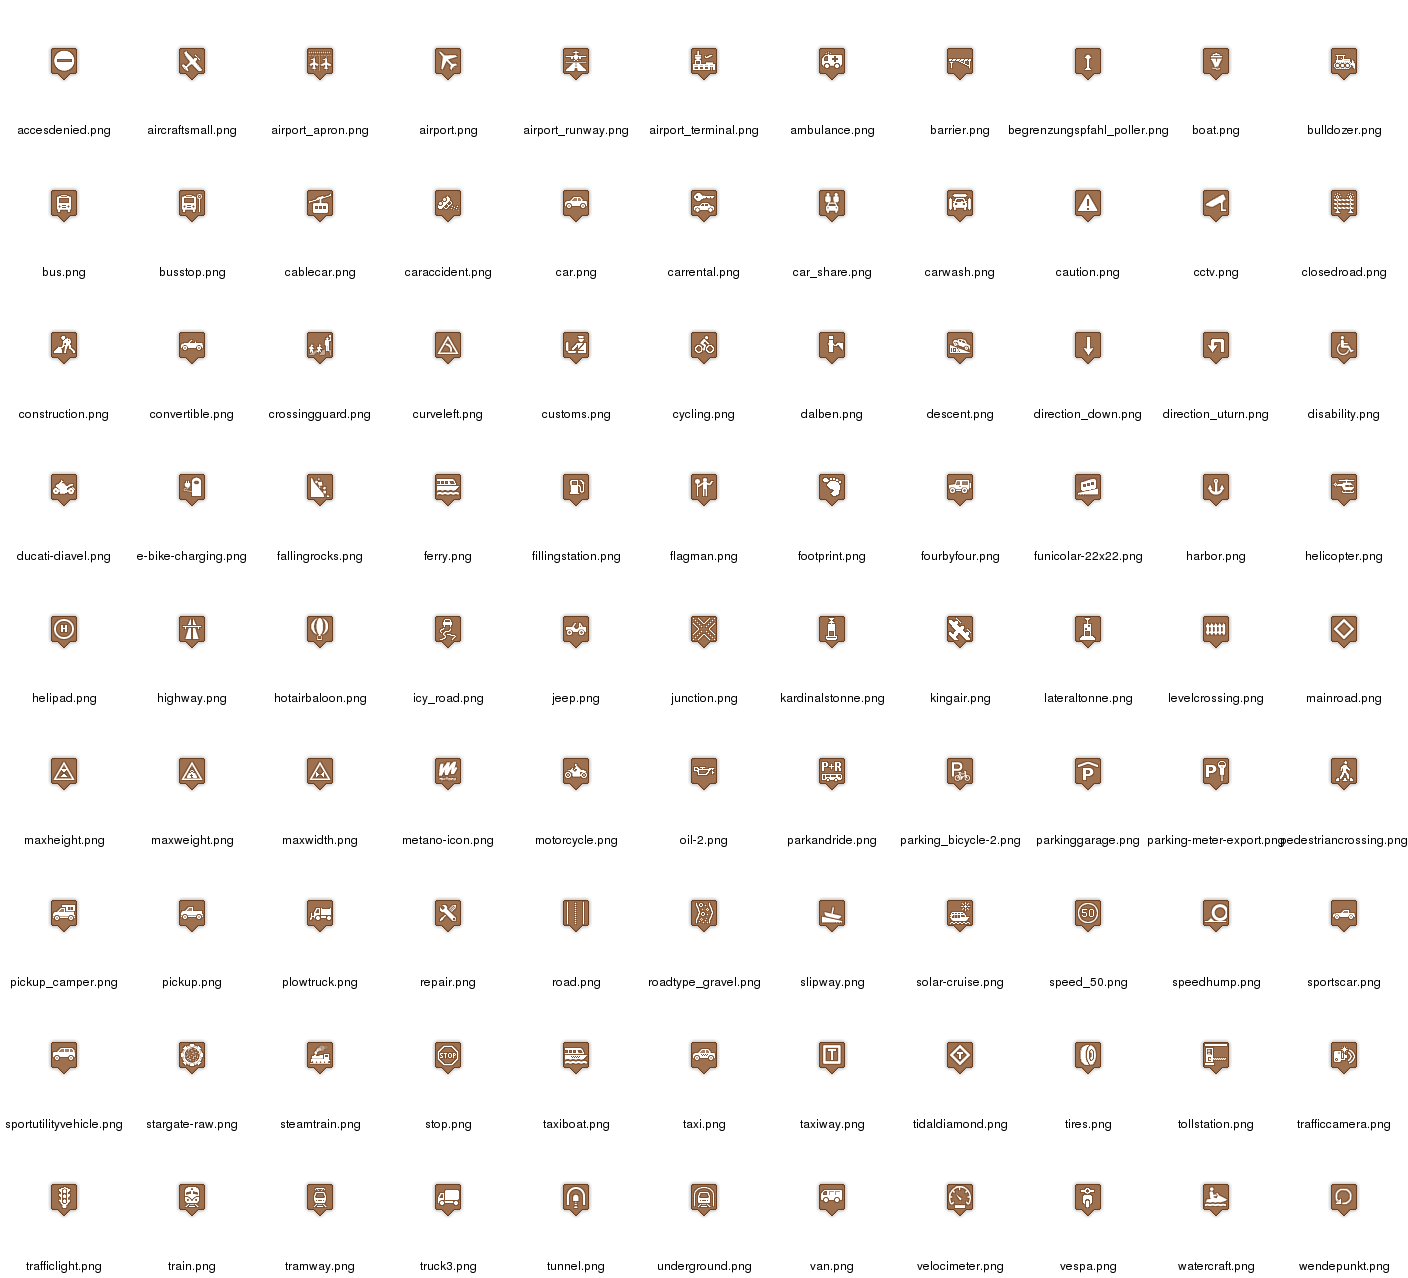 accesdenied.png aircraftsmall.png airport_apron.png airport.png airport_runway.png airport_terminal.png ambulance.png barrier.png begrenzungspfahl_poller.png boat.png bulldozer.png
bus.png busstop.png cablecar.png caraccident.png car.png carrental.png car_share.png carwash.png caution.png cctv.png closedroad.png
construction.png convertible.png crossingguard.png curveleft.png customs.png cycling.png dalben.png descent.png direction_down.png direction_uturn.png disability.png
ducati-diavel.png e-bike-charging.png fallingrocks.png ferry.png fillingstation.png flagman.png footprint.png fourbyfour.png funicolar-22x22.png harbor.png helicopter.png
H
helipad.png highway.png hotairbaloon.png icy_road.png jeep.png junction.png kardinalstonne.png kingair.png lateraltonne.png levelcrossing.png mainroad.png
P+R P P P
maxheight.png maxweight.png maxwidth.png metano-icon.png motorcycle.png oil-2.png parkandride.png parking_bicycle-2.png parkinggarage.png parking-meter-export.png pedestriancrossing.png
50
pickup_camper.png pickup.png plowtruck.png repair.png road.png roadtype_gravel.png slipway.png solar-cruise.png speed_50.png speedhump.png sportscar.png
STOP T T
sportutilityvehicle.png stargate-raw.png steamtrain.png stop.png taxiboat.png taxi.png taxiway.png tidaldiamond.png tires.png tollstation.png trafficcamera.png
trafficlight.png train.png tramway.png truck3.png tunnel.png underground.png van.png velocimeter.png vespa.png watercraft.png wendepunkt.png